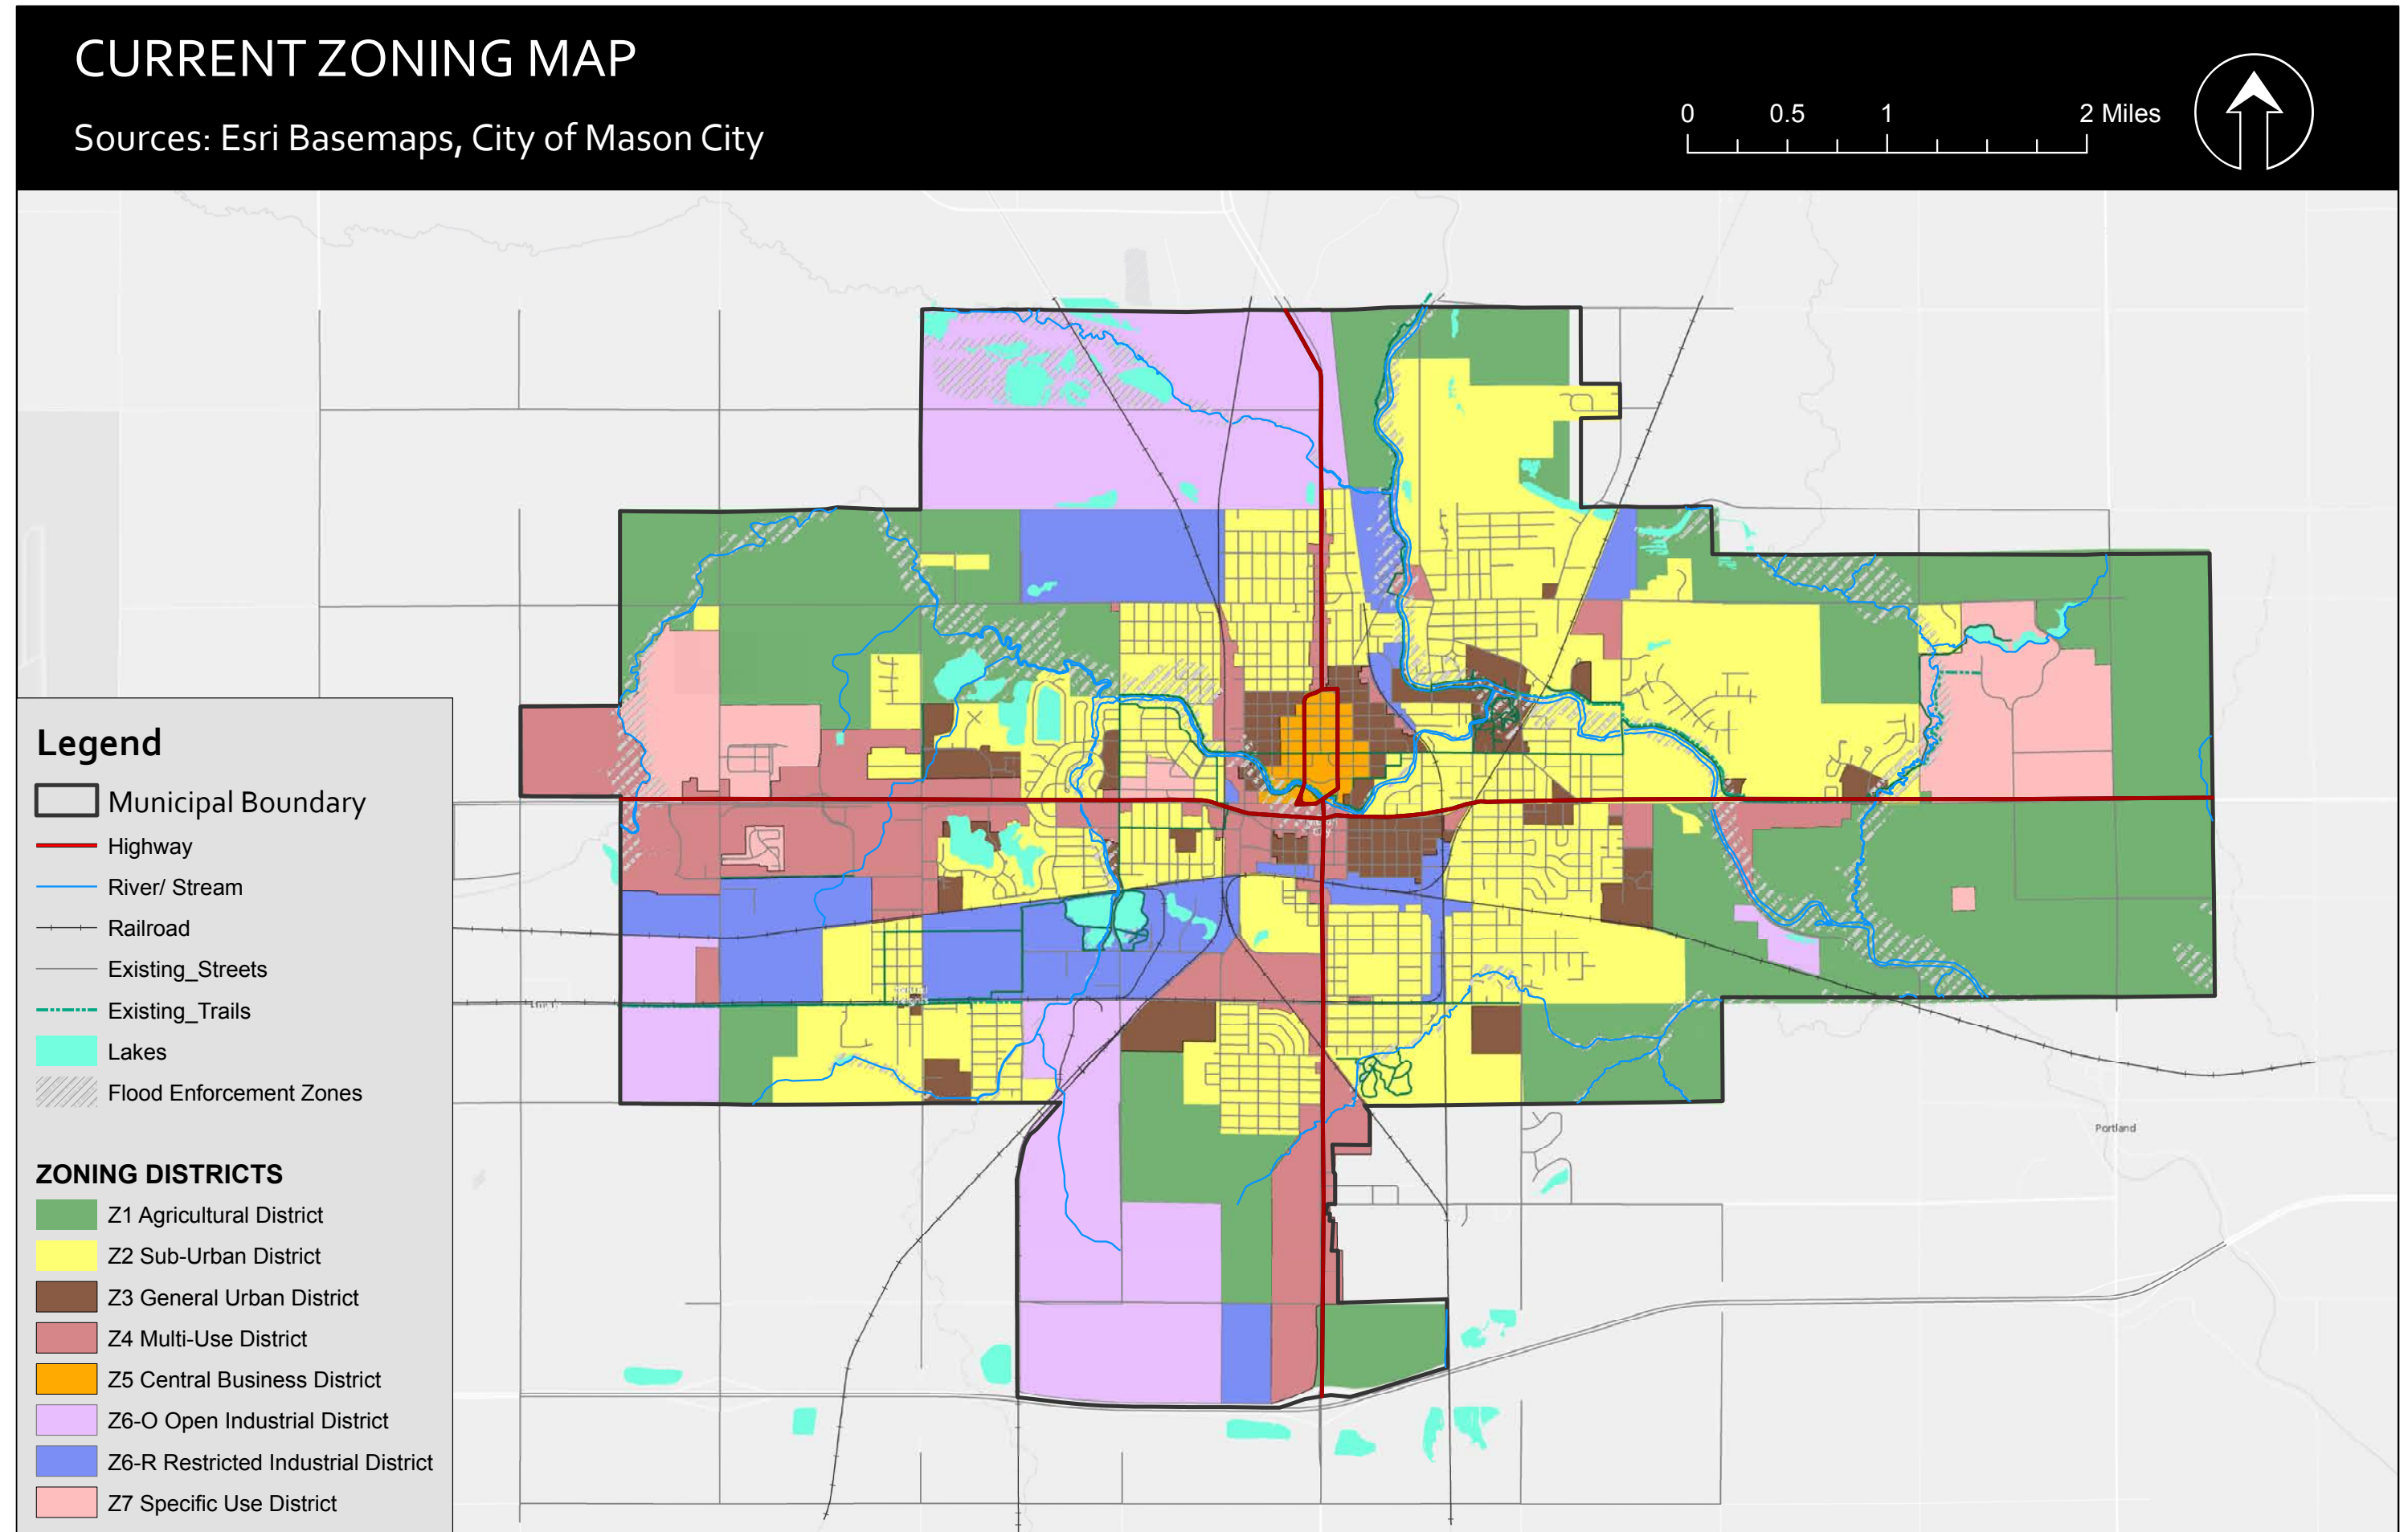 CURRENT ZONING MAP
Sources: Esri Basemaps, City of Mason City
0 0.5 1 2 Miles
Legend
Municipal Boundary
Highway
River/ Stream
Railroad
Existing_Streets
Existing_Trails
Lakes
Flood Enforcement Zones
ZONING DISTRICTS
Z1 Agricultural District
Z2 Sub-Urban District
Z3 General Urban District
Z4 Multi-Use District
Z5 Central Business District
Z6-O Open Industrial District
Z6-R Restricted Industrial District
Z7 Specific Use District
Portland